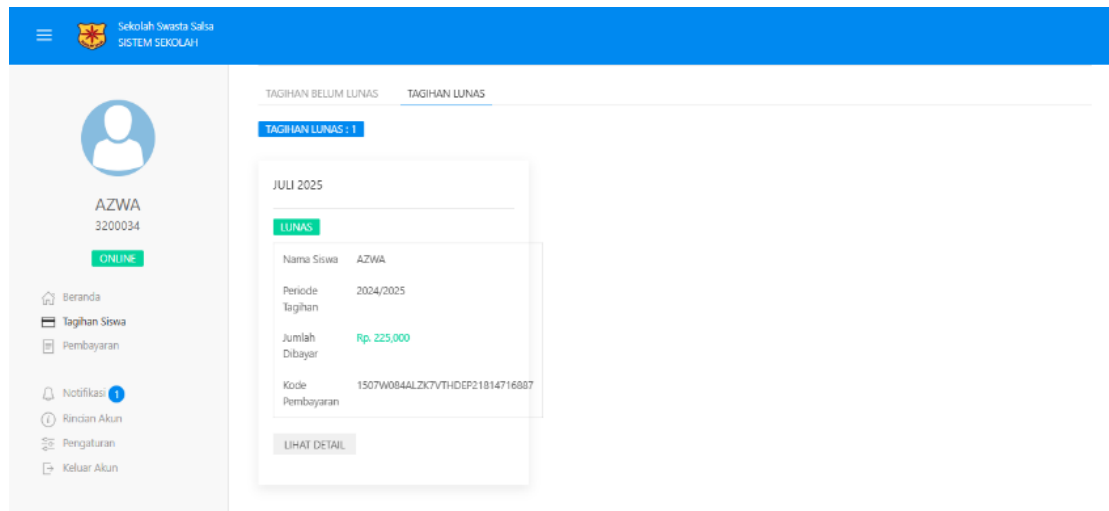 Sekolah Swasta Salsa
SISTEM SEKOLAH
AZWA
3200034
ONLINE
Beranda
Tagihan Siswa
Pembayaran
Notifikasi 1
Rincian Akun
Pengaturan
Keluar Akun
TAGIHAN BELUM LUNAS TAGIHAN LUNAS
TAGIHAN LUNAS : 1
JULI 2025
LUNAS
Nama Siswa AZWA
Periode 2024/2025
Tagihan
Jumlah Rp. 225,000
Dibayar
Kode 1507W084ALZK7VTHDEP21814716887
Pembayaran
LIHAT DETAIL